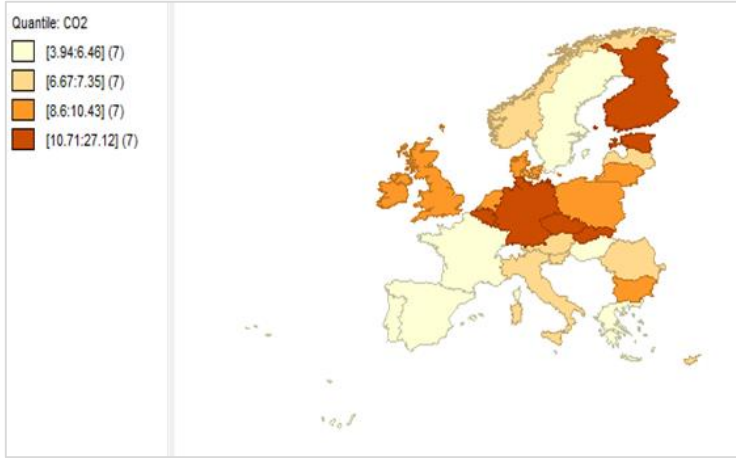 Quantile: CO2
[3.94:6.46] (7)
[6.67:7.35] (7)
[8.6:10.43] (7)
[10.71:27.12] (7)